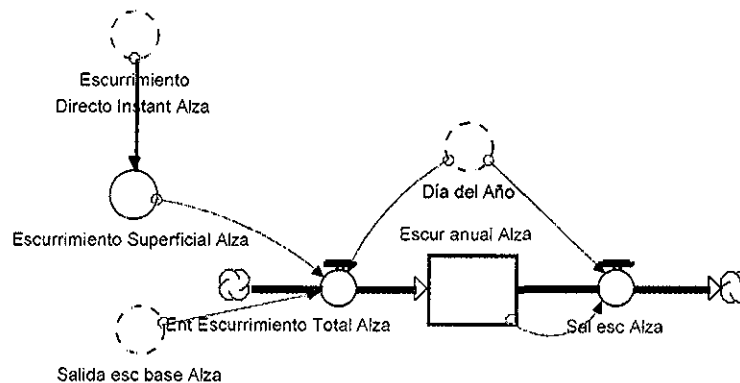 Escurrimiento
Directo Instant Alza
Día del Año
Escurrimiento Superficial Alza
Escur anual Alza
Ent Escurrimiento Total Alza
Sal esc Alza
Salida esc base Alza